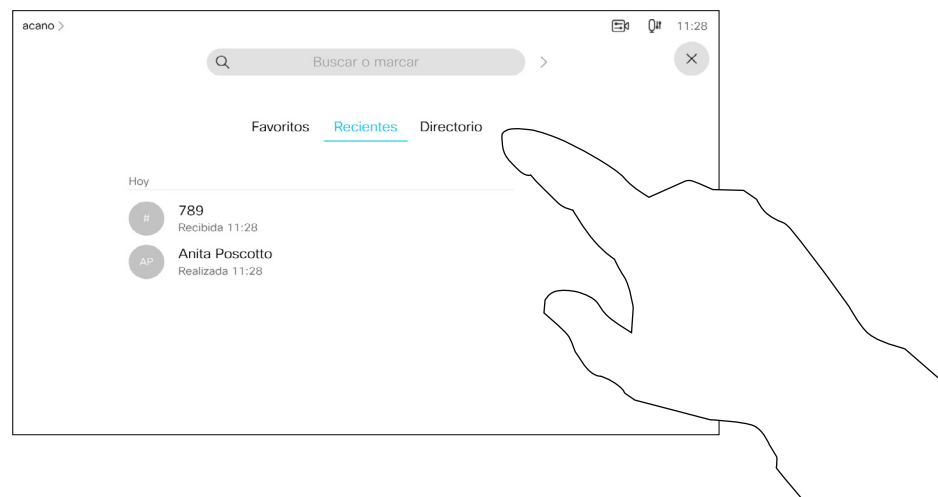 acano > 11:28
Buscar o marcar
Favoritos Recientes Directorio
Hoy
# 789
Recibida 11:28
AP Anita Poscotto
Realizada 11:28